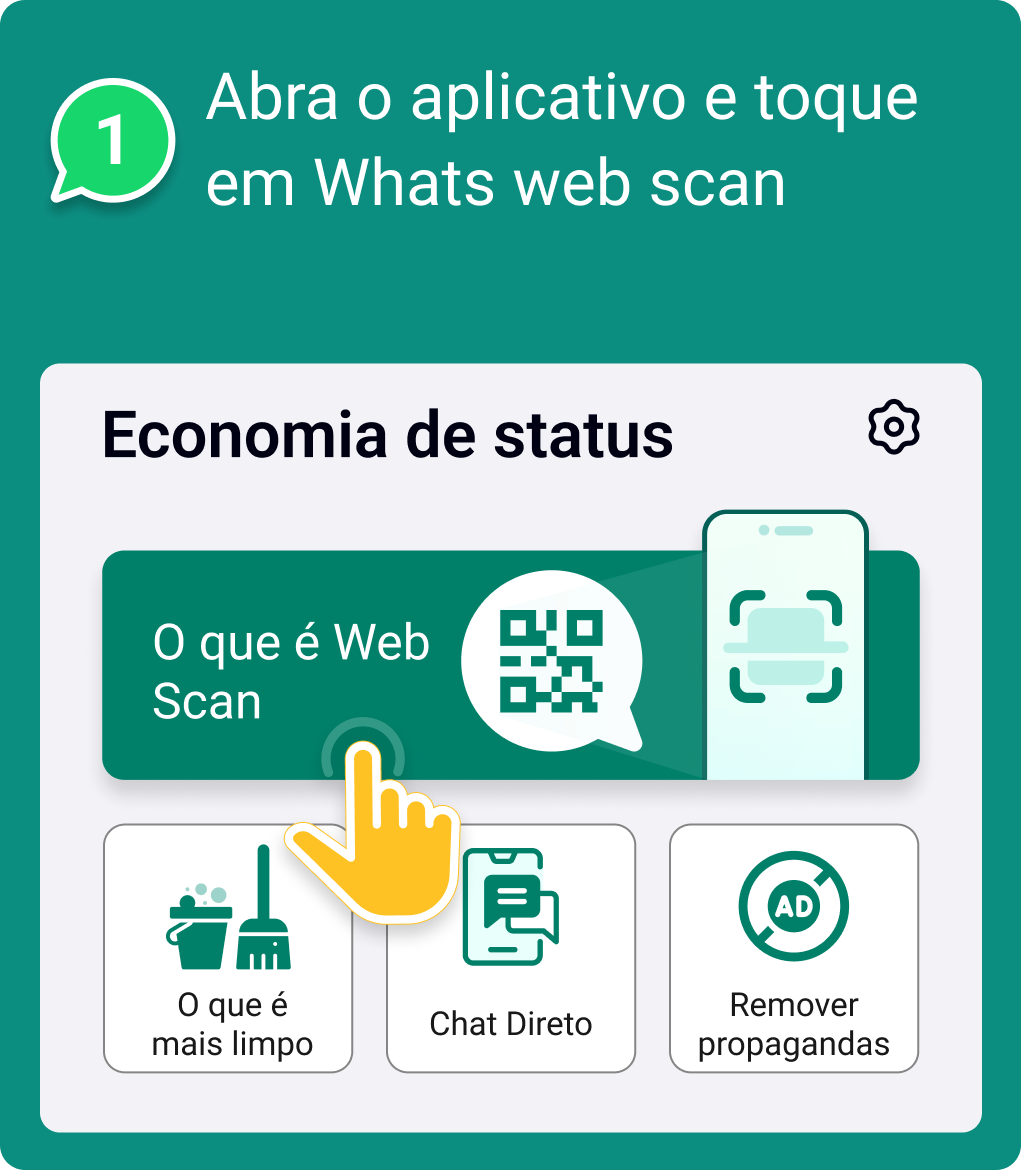 1
Abra o aplicativo e toque
em Whats web scan
Economia de status
O que é Web
Scan
O que é
mais limpo
Chat Direto
AD
Remover
propagandas